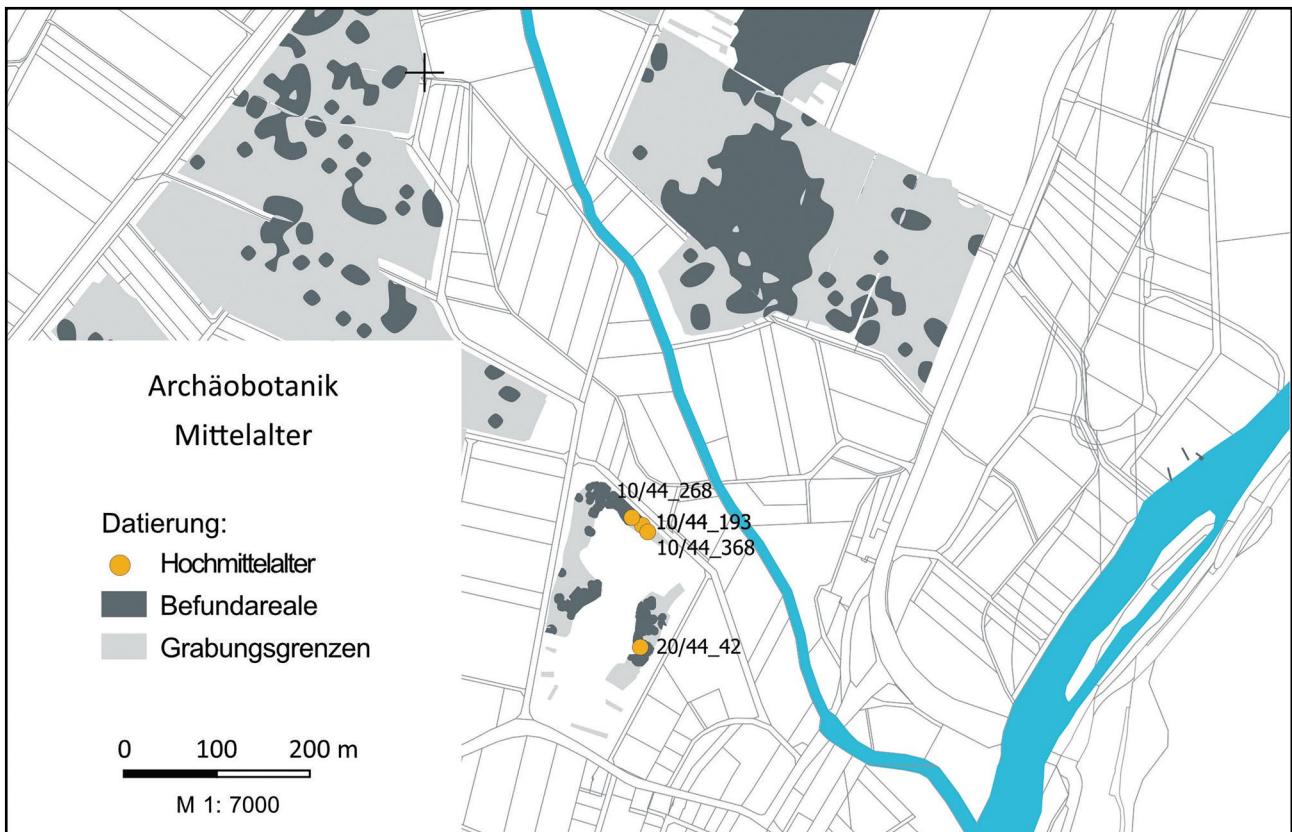 Archäobotanik
Mittelalter
Datierung:
Hochmittelalter
Befundareale
Grabungsgrenzen
0 100 200 m
M 1: 7000
10/44_268
10/44_193
10/44_368
20/44_42